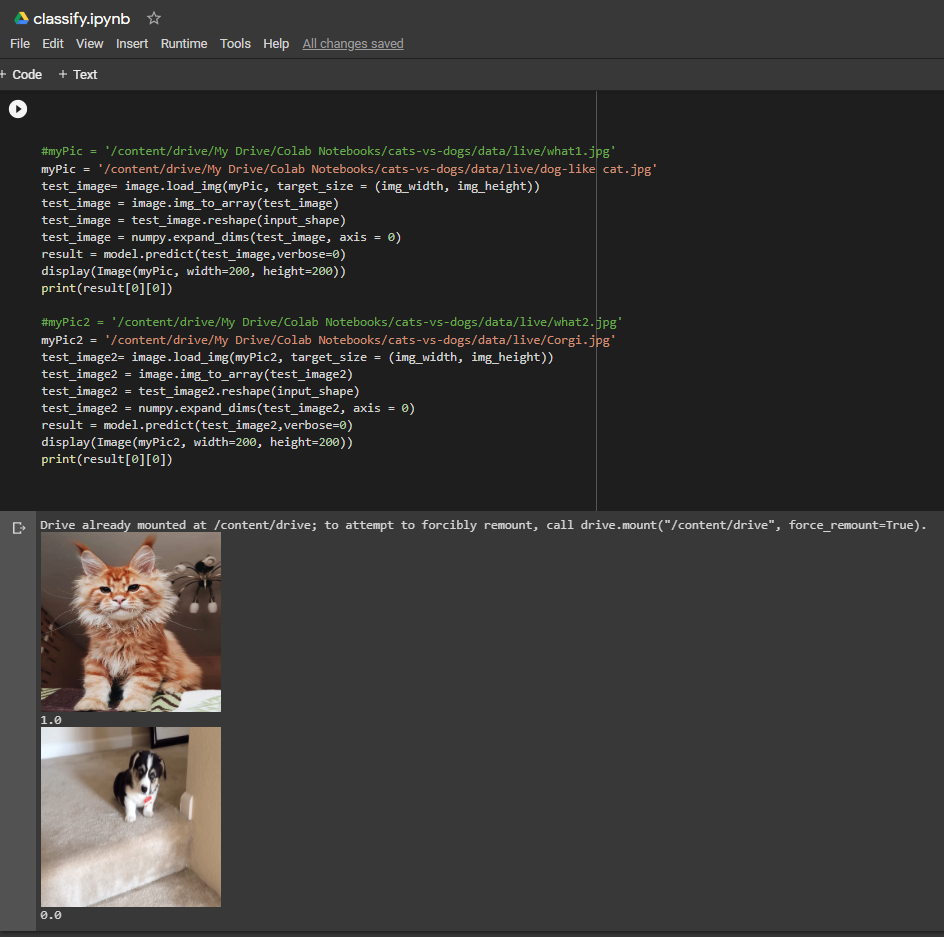 classify.ipynb
File Edit View Insert Runtime Tools Help All changes saved
+ Code + Text
#myPic = '/content/drive/My Drive/Colab Notebooks/cats-vs-dogs/data/live/what1.jpg'
myPic = '/content/drive/My Drive/Colab Notebooks/cats-vs-dogs/data/live/dog-like cat.jpg'
test_image= image.load_img(myPic, target_size = (img_width, img_height))
test_image = image.img_to_array(test_image)
test_image = test_image.reshape(input_shape)
test_image = numpy.expand_dims(test_image, axis = 0)
result = model.predict(test_image,verbose=0)
display(Image(myPic, width=200, height=200))
print(result[0][0])
#myPic2 = '/content/drive/My Drive/Colab Notebooks/cats-vs-dogs/data/live/what2.jpg'
myPic2 = '/content/drive/My Drive/Colab Notebooks/cats-vs-dogs/data/live/Corgi.jpg'
test_image2= image.load_img(myPic2, target_size = (img_width, img_height))
test_image2 = image.img_to_array(test_image2)
test_image2 = test_image2.reshape(input_shape)
test_image2 = numpy.expand_dims(test_image2, axis = 0)
result = model.predict(test_image2,verbose=0)
display(Image(myPic2, width=200, height=200))
print(result[0][0])
Drive already mounted at /content/drive; to attempt to forcibly remount, call drive.mount("/content/drive", force_remount=True).
1.0
0.0